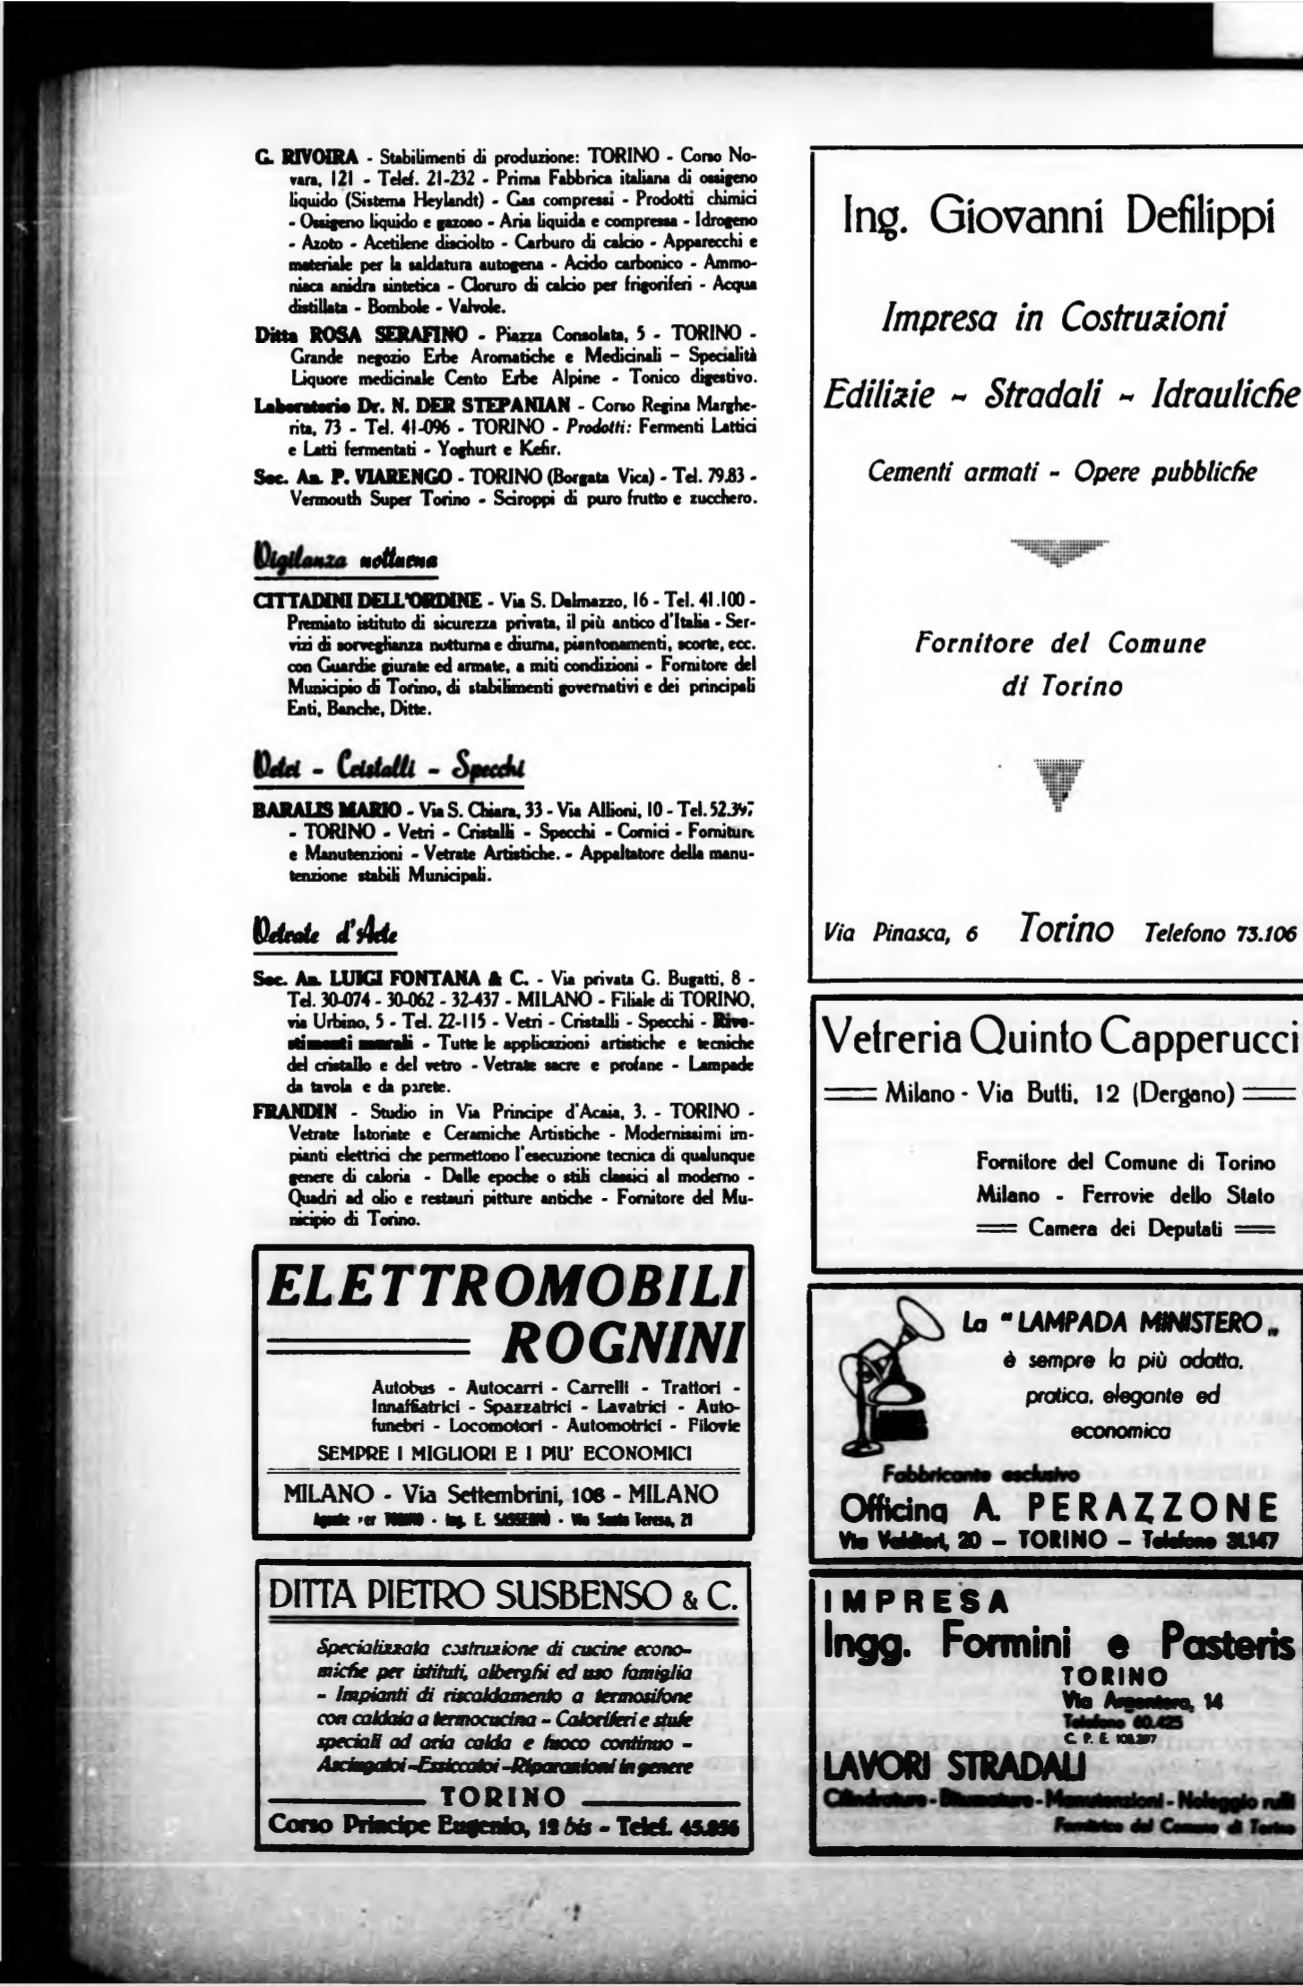 G. RIVOIRA - Stabilimenti di produzione: TORINO - Corso No-
vara, 121 - Telef. 21-232 - Prima Fabbrica italiana di ossigeno
liquido (Sistema Heylandt) - Gas compressi - Prodotti chimici
- Ossigeno liquido e gazoso - Aria liquida e compressa - Idrogeno
- Azoto - Acetilene disciolto - Carburo di calcio - Apparecchi e
materiale per la saldatura autogena - Acido carbonico - Ammo-
niaca anidra sintetica - Cloruro di calcio per frigoriferi - Acqua
distillata - Bombole - Valvole.
Ditta ROSA SERAFINO - Piazza Consolata, 5 - TORINO -
Grande negozio Erbe Aromatiche e Medicinali - Specialità
Liquore medicinale Cento Erbe Alpine - Tonico digestivo.
Laboratorio Dr. N. DER STEPANIAN - Corso Regina Marghe-
rita, 73 - Tel. 41-096 - TORINO - Prodotti: Fermenti Lattici
e Latti fermentati - Yoghurt e Kefir.
Soc. An. P. VIARENGO - TORINO (Borgata Vica) - Tel. 79.83 -
Vermouth Super Torino - Sciroppi di puro frutto e zucchero.
Vigilanza notturna
CITTADINI DELL'ORDINE - Via S. Dalmazzo, 16 - Tel. 41.100 -
Premiato istituto di sicurezza privata, il più antico d'Italia - Ser-
vizi di sorveglianza notturna e diurna, piantonamenti, scorte, ecc.
con Guardie giurate ed armate, a miti condizioni - Fornitore del
Municipio di Torino, di stabilimenti governativi e dei principali
Enti, Banche, Ditte.
Vetri - Cristalli - Specchi
BARALIS MARIO - Via S. Chiara, 33 - Via Allioni, 10 - Tel. 52.397
- TORINO - Vetri - Cristalli - Specchi - Cornici - Forniture
e Manutenzioni - Vetrate Artistiche. - Appaltatore della manu-
tenzione stabili Municipali.
Vetrate d'Arte
Soc. An. LUIGI FONTANA & C. - Via privata G. Bugatti, 8 -
Tel. 30-074 - 30-062 - 32-437 - MILANO - Filiale di TORINO,
via Urbino, 5 - Tel. 22-115 - Vetri - Cristalli - Specchi - Rive-
stimenti murali - Tutte le applicazioni artistiche e tecniche
del cristallo e del vetro - Vetrate sacre e profane - Lampade
da tavola e da parete.
FRANDIN - Studio in Via Principe d'Acaia, 3. - TORINO -
Vetrate Istoriate e Ceramiche Artistiche - Modernissimi im-
pianti elettrici che permettono l'esecuzione tecnica di qualunque
genere di caloria - Dalle epoche o stili classici al moderno -
Quadri ad olio e restauri pitture antiche - Fornitore del Mu-
nicipio di Torino.
ELETTROMOBILI
ROGNINI
Autobus - Autocarri - Carrelli - Trattori -
Innaffiatrici - Spazzatrici - Lavatrici - Auto-
funebri - Locomotori - Automotrici - Filovie
SEMPRE I MIGLIORI E I PIU' ECONOMICI
MILANO - Via Settembrini, 108 - MILANO
Agente per TORINO - Ing. E. SASSERNÒ - Via Santa Teresa, 21
DITTA PIETRO SUSBENSO & C.
Specializzata costruzione di cucine econo-
miche per istituti, alberghi ed uso famiglia
- Impianti di riscaldamento a termosifone
con caldaia a termocucina - Caloriferi e stufe
speciali ad aria calda e fuoco continuo -
Asciugatoi - Essiccatoi - Riparazioni in genere
TORINO
Corso Principe Eugenio, 12 bis - Telef. 45.856
Ing. Giovanni Defilippi
Impresa in Costruzioni
Edilizie - Stradali - Idrauliche
Cementi armati - Opere pubbliche
Fornitore del Comune
di Torino
Via Pinasca, 6 Torino Telefono 73.106
Vetreria Quinto Capperucci
Milano - Via Butti, 12 (Dergano)
Fornitore del Comune di Torino
Milano - Ferrovie dello Stato
Camera dei Deputati
La "LAMPADA MINISTERO„
è sempre la più adatta,
pratica, elegante ed
economica
Fabbricante esclusivo
Officina A. PERAZZONE
Via Valdieri, 20 - TORINO - Telefono 31.147
IMPRESA
Ingg. Formini e Pasteris
TORINO
Via Argentera, 14
Telefono 60.425
C. P. E. 108.297
LAVORI STRADALI
Cilindrature - Bitumature - Manutenzioni - Noleggio rulli
Fornitrice del Comune di Torino